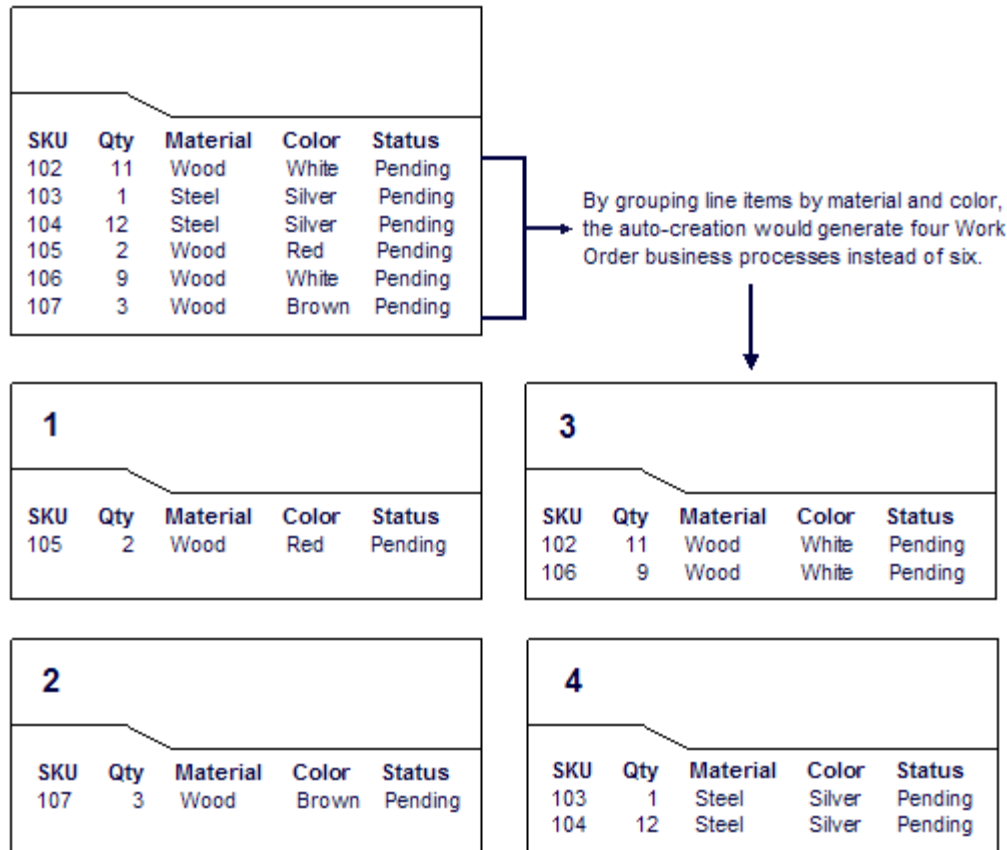 SKU Qty Material Color Status
102 11 Wood White Pending
103 1 Steel Silver Pending
104 12 Steel Silver Pending
105 2 Wood Red Pending
106 9 Wood White Pending
107 3 Wood Brown Pending
By grouping line items by material and color,
the auto-creation would generate four Work
Order business processes instead of six.
1
SKU Qty Material Color Status
105 2 Wood Red Pending
3
SKU Qty Material Color Status
102 11 Wood White Pending
106 9 Wood White Pending
2
SKU Qty Material Color Status
107 3 Wood Brown Pending
4
SKU Qty Material Color Status
103 1 Steel Silver Pending
104 12 Steel Silver Pending